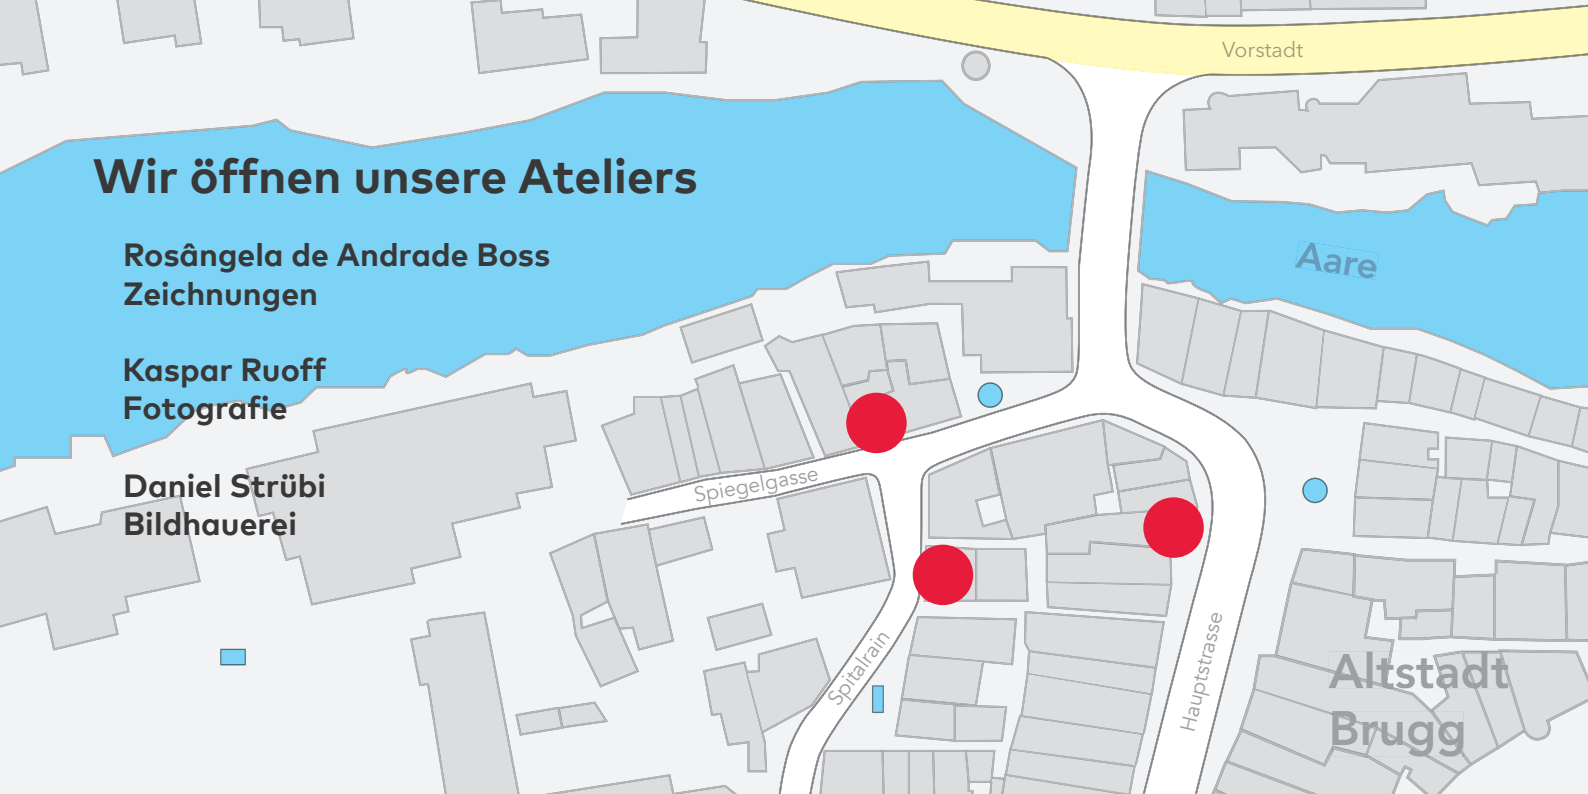 Vorstadt
Wir öffnen unsere Ateliers
Rosângela de Andrade Boss
Zeichnungen
Aare
Kaspar Ruoff
Fotografie
Spiegelgasse
Daniel Strübi
Bildhauerei
Spitalrain
Hauptstrasse
Altstadt
Brugg